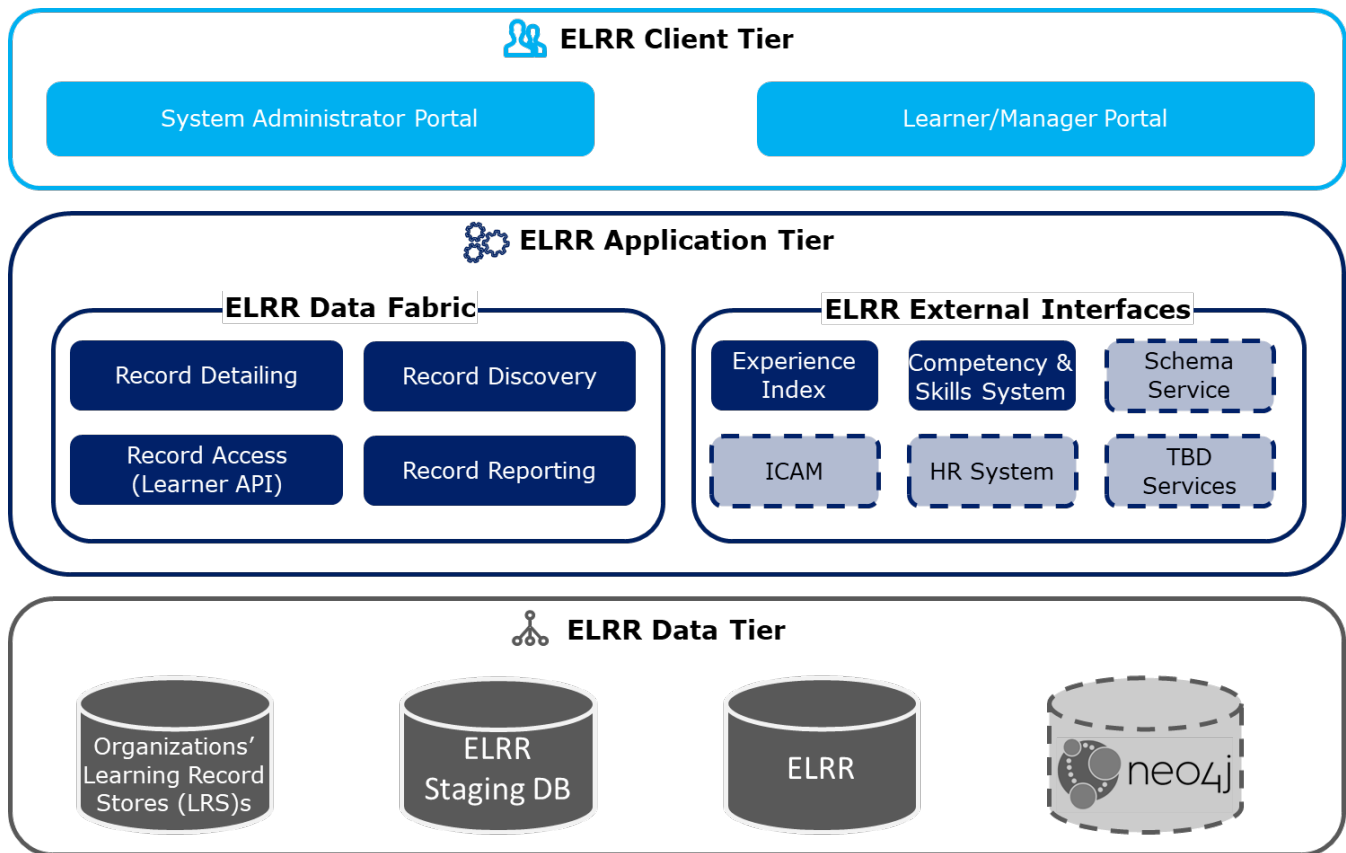 ELRR Client Tier
System Administrator Portal
Learner/Manager Portal
ELRR Application Tier
ELRR Data Fabric
Record Detailing
Record Discovery
Record Access
(Learner API)
Record Reporting
ELRR External Interfaces
Experience
Index
Competency &
Skills System
Schema
Service
ICAM
HR System
TBD
Services
ELRR Data Tier
Organizations’
Learning Record
Stores (LRS)s
ELRR
Staging DB
ELRR
neo4j